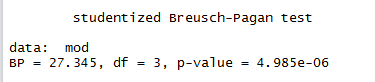 studentized Breusch-Pagan test
data:  mod
BP = 27.345, df = 3, p-value = 4.985e-06